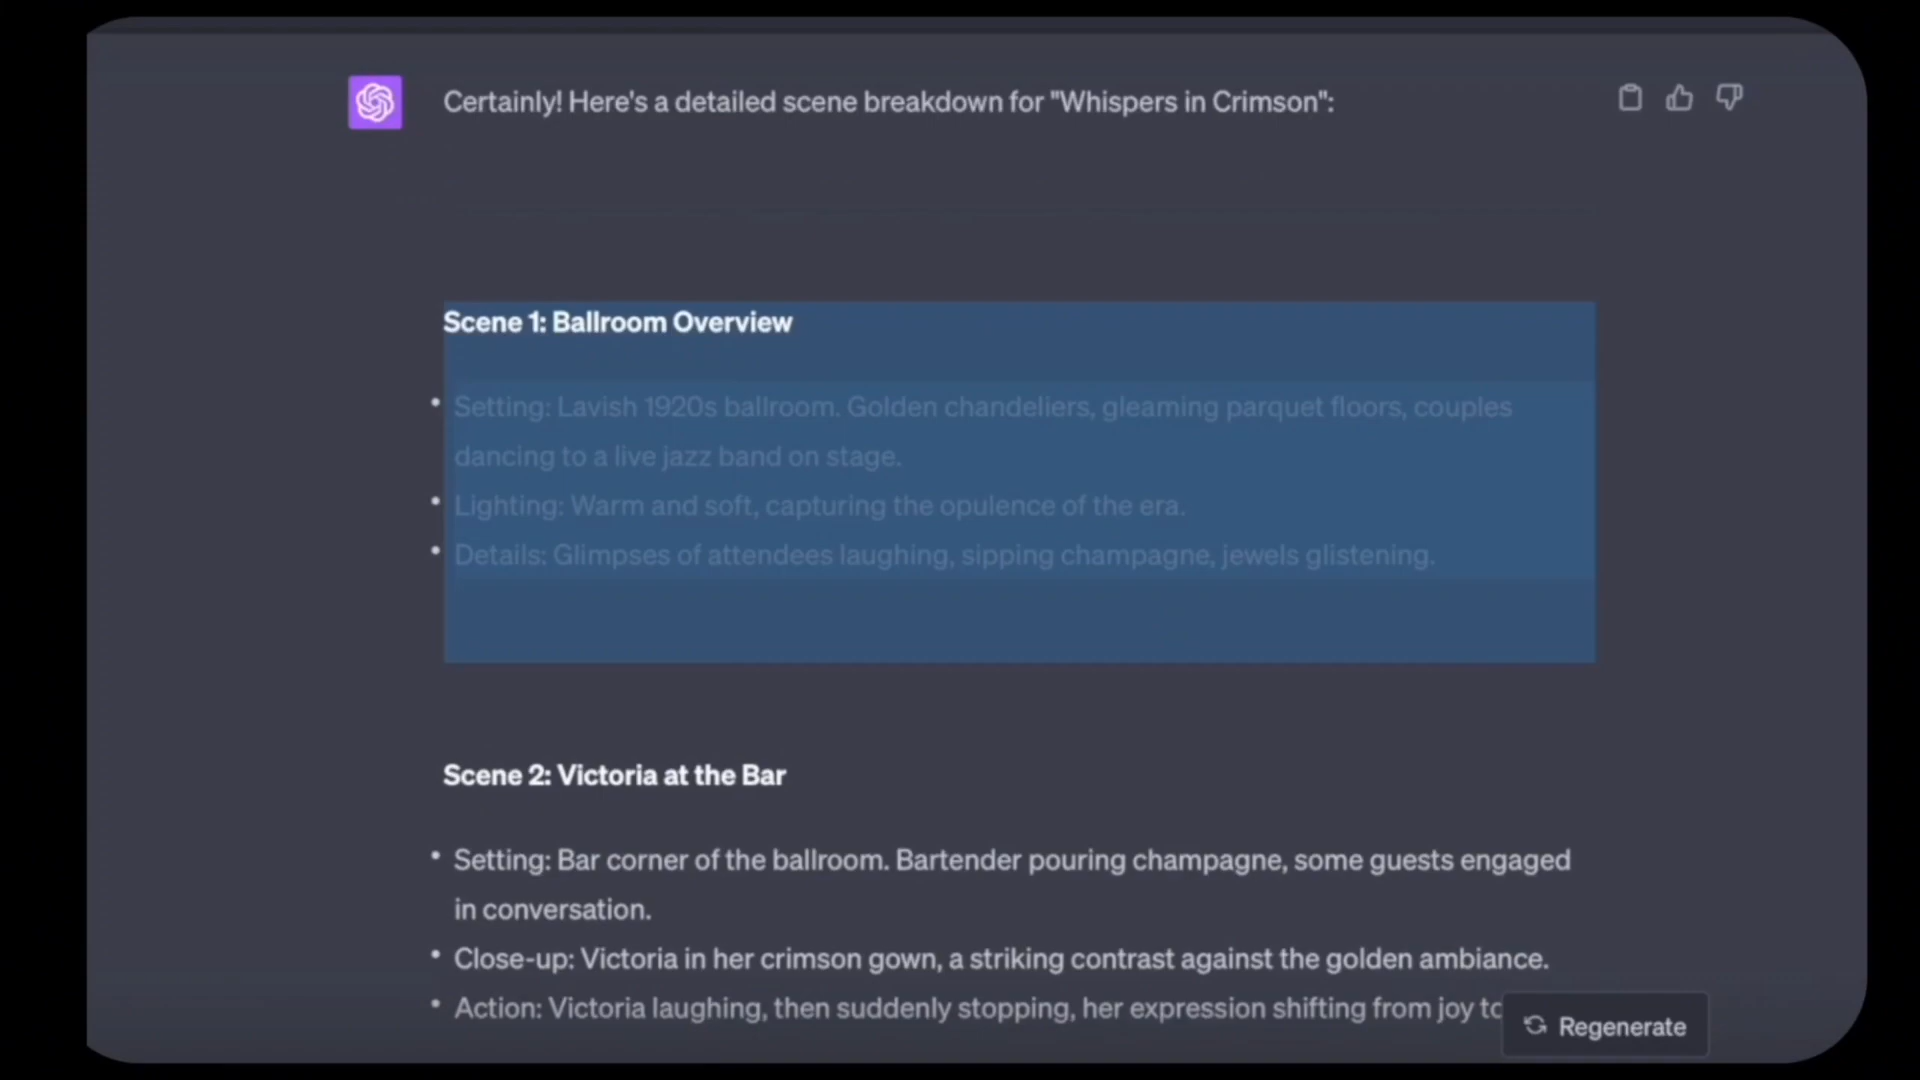 Certainly! Here's a detailed scene breakdown for "Whispers in Crimson":
Scene 1: Ballroom Overview
• Setting: Lavish 1920s ballroom. Golden chandeliers, gleaming parquet floors, couples
dancing to a live jazz band on stage.
• Lighting: Warm and soft, capturing the opulence of the era.
• Details: Glimpses of attendees laughing, sipping champagne, jewels glistening.
Scene 2: Victoria at the Bar
• Setting: Bar corner of the ballroom. Bartender pouring champagne, some guests engaged
in conversation.
• Close-up: Victoria in her crimson gown, a striking contrast against the golden ambiance.
• Action: Victoria laughing, then suddenly stopping, her expression shifting from joy to
Regenerate